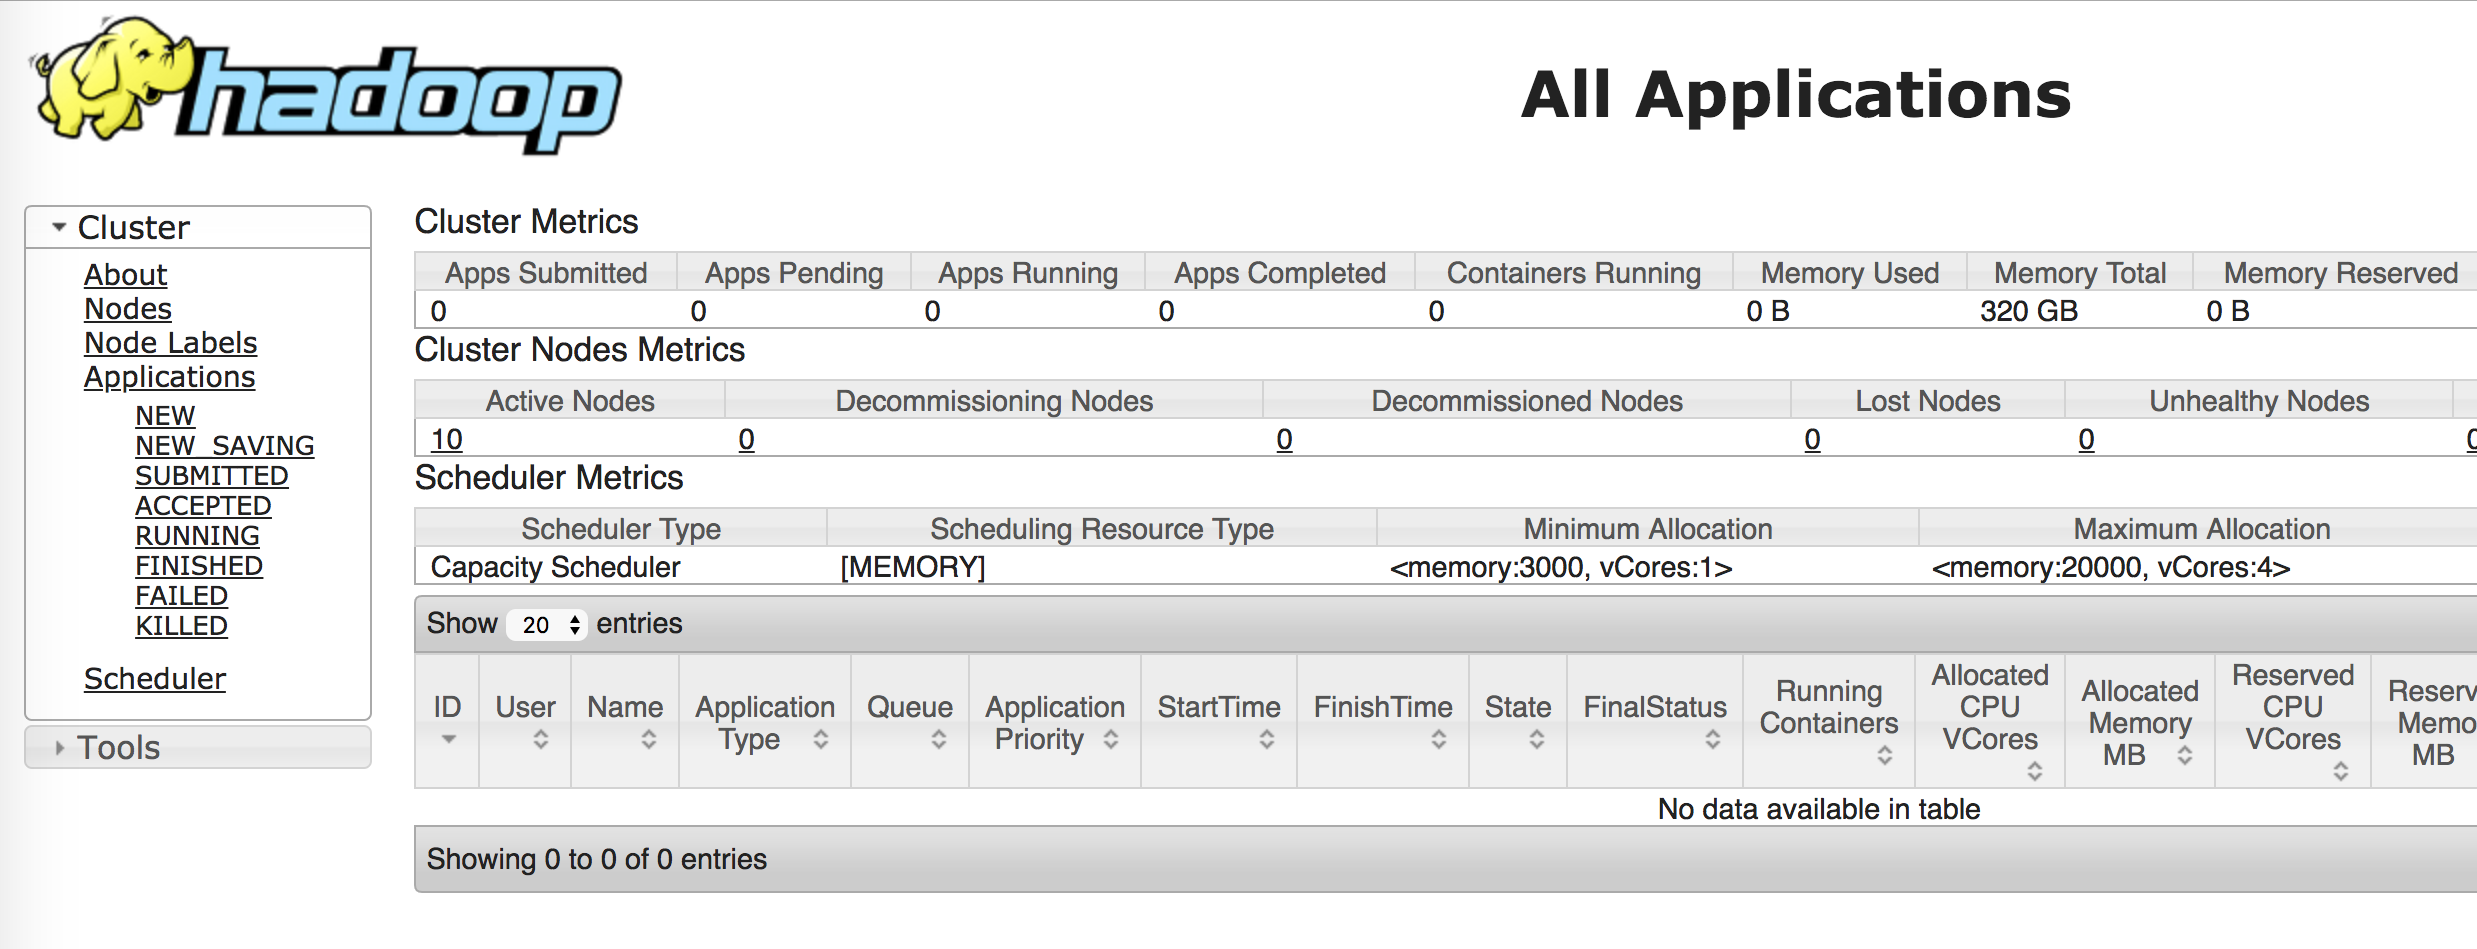 hadoop
All Applications
Cluster
About
Nodes
Node Labels
Applications
NEW
NEW_SAVING
SUBMITTED
ACCEPTED
RUNNING
FINISHED
FAILED
KILLED
Scheduler
Tools
Cluster Metrics
Apps Submitted Apps Pending Apps Running Apps Completed Containers Running Memory Used Memory Total Memory Reserved
0 0 0 0 0 0 B 320 GB 0 B
Cluster Nodes Metrics
Active Nodes Decommissioning Nodes Decommissioned Nodes Lost Nodes Unhealthy Nodes
10 0 0 0 0 0
Scheduler Metrics
Scheduler Type Scheduling Resource Type Minimum Allocation Maximum Allocation
Capacity Scheduler [MEMORY] <memory:3000, vCores:1> <memory:20000, vCores:4>
Show 20 entries
ID User Name Application Type Queue Application Priority StartTime FinishTime State FinalStatus Running Containers Allocated CPU VCores Allocated Memory MB Reserved CPU VCores Reserv Memo MB
No data available in table
Showing 0 to 0 of 0 entries